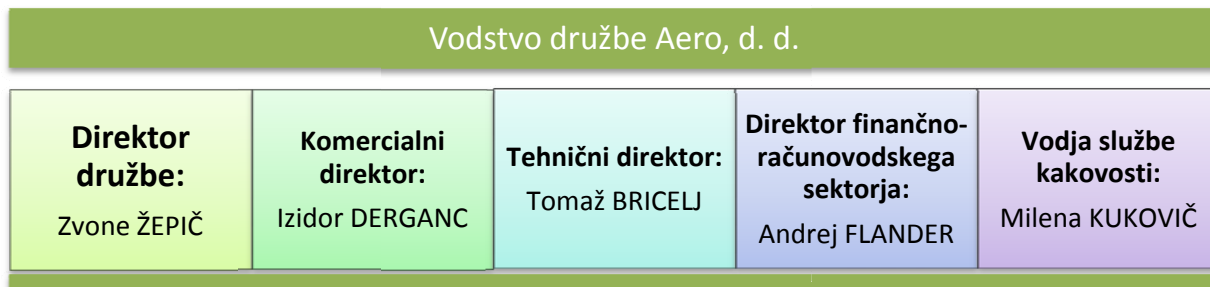 Vodstvo družbe Aero, d. d.
Direktor
družbe:
Zvone ŽEPIČ
Komercialni
direktor:
Izidor DERGANC
Tehnični direktor:
Tomaž BRICELJ
Direktor finančno-
računovodskega
sektorja:
Andrej FLANDER
Vodja službe
kakovosti:
Milena KUKOVIČ